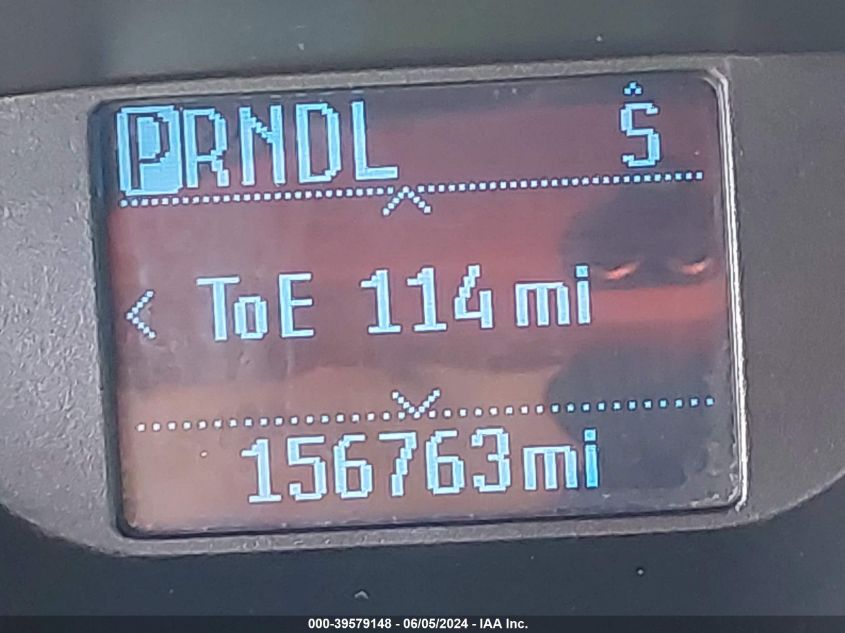 PRNDL Ŝ
< ToE 114 mi
156763mi
000-39579148 - 06/05/2024 - IAA Inc.